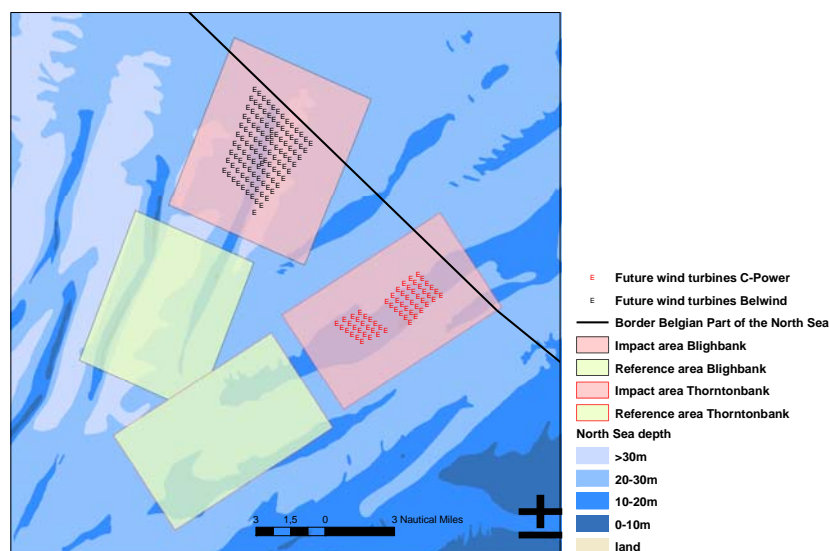 E Future wind turbines C-Power
E Future wind turbines Belwind
Border Belgian Part of the North Sea
Impact area Blighbank
Reference area Blighbank
Impact area Thorntonbank
Reference area Thorntonbank
North Sea depth
>30m
20-30m
10-20m
0-10m
land
3 1,5 0 3 Nautical Miles